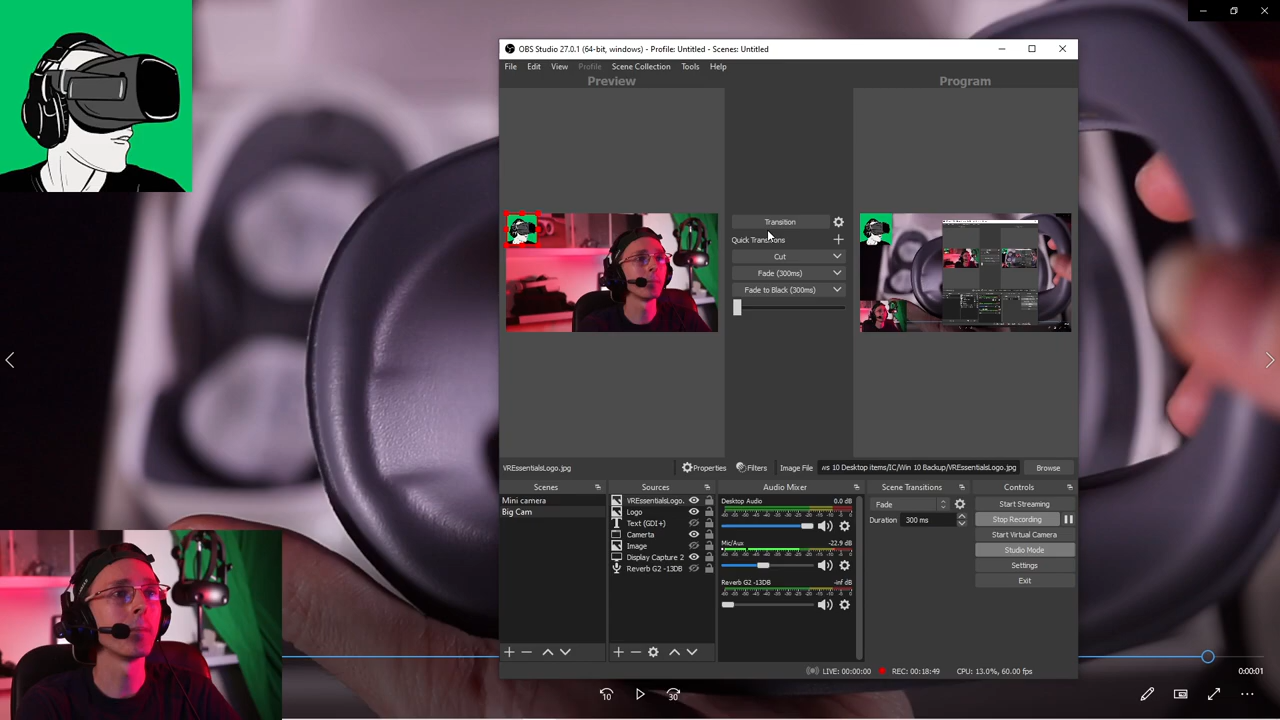 OBS Studio 27.0.1 (64-bit, windows) - Profile: Untitled - Scenes: Untitled
File Edit View Profile Scene Collection Tools Help
Preview
Program
Transition
Quick Transitions
Cut
Fade (300ms)
Fade to Black (300ms)
VREssentialsLogo.jpg
Properties
Filters
Image File
ws 10 Desktop items/IC/Win 10 Backup/VREssentialsLogo.jpg
Browse
Scenes
Mini camera
Big Cam
Sources
VREssentialsLogo.
Logo
Text (GDI+)
Camerta
Image
Display Capture 2
Reverb G2 -13DB
Audio Mixer
Desktop Audio 0.0 dB
Mic/Aux -22.9 dB
Reverb G2 -13DB -inf dB
Scene Transitions
Fade
Duration 300 ms
Controls
Start Streaming
Stop Recording
Start Virtual Camera
Studio Mode
Settings
Exit
LIVE: 00:00:00 REC: 00:18:49 CPU: 13.0%, 60.00 fps
0:00:01
10
30